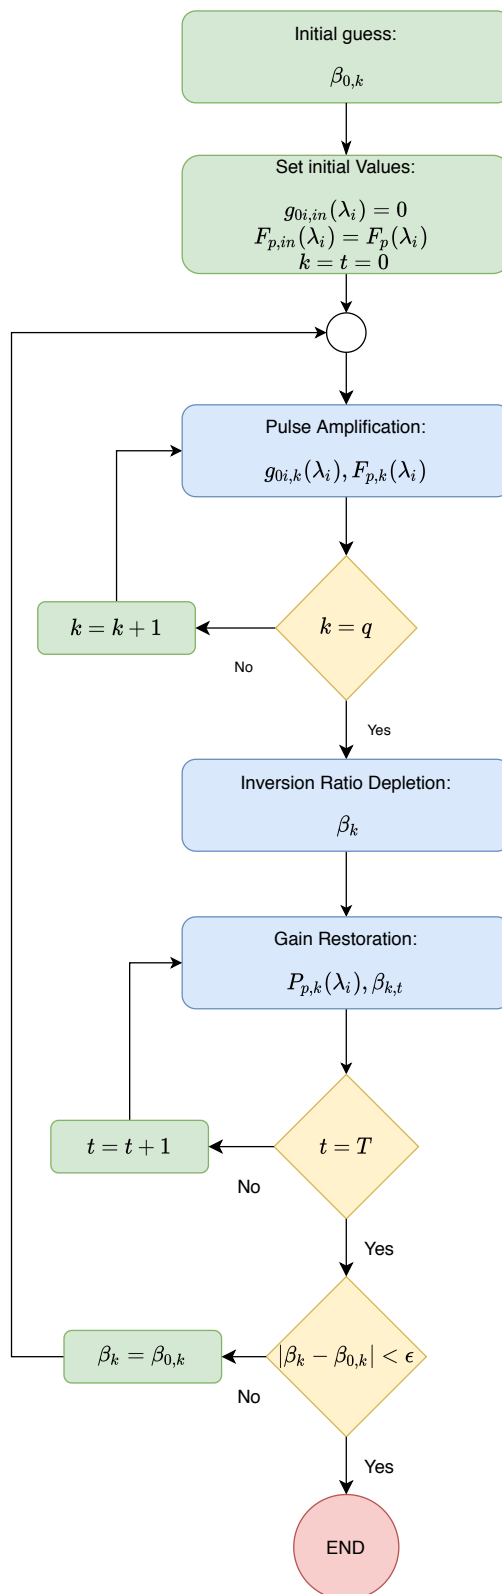 Initial guess:
β₀,ₖ
Set initial Values:
g₀ᵢ,ᵢₙ(λᵢ) = 0
Fₚ,ᵢₙ(λᵢ) = Fₚ(λᵢ)
k = t = 0
Pulse Amplification:
g₀ᵢ,ₖ(λᵢ), Fₚ,ₖ(λᵢ)
k = k + 1
k = q
No
Yes
Inversion Ratio Depletion:
βₖ
Gain Restoration:
Pₚ,ₖ(λᵢ), βₖ,ₜ
t = t + 1
t = T
No
Yes
βₖ = β₀,ₖ
|βₖ − β₀,ₖ| < ϵ
No
Yes
END